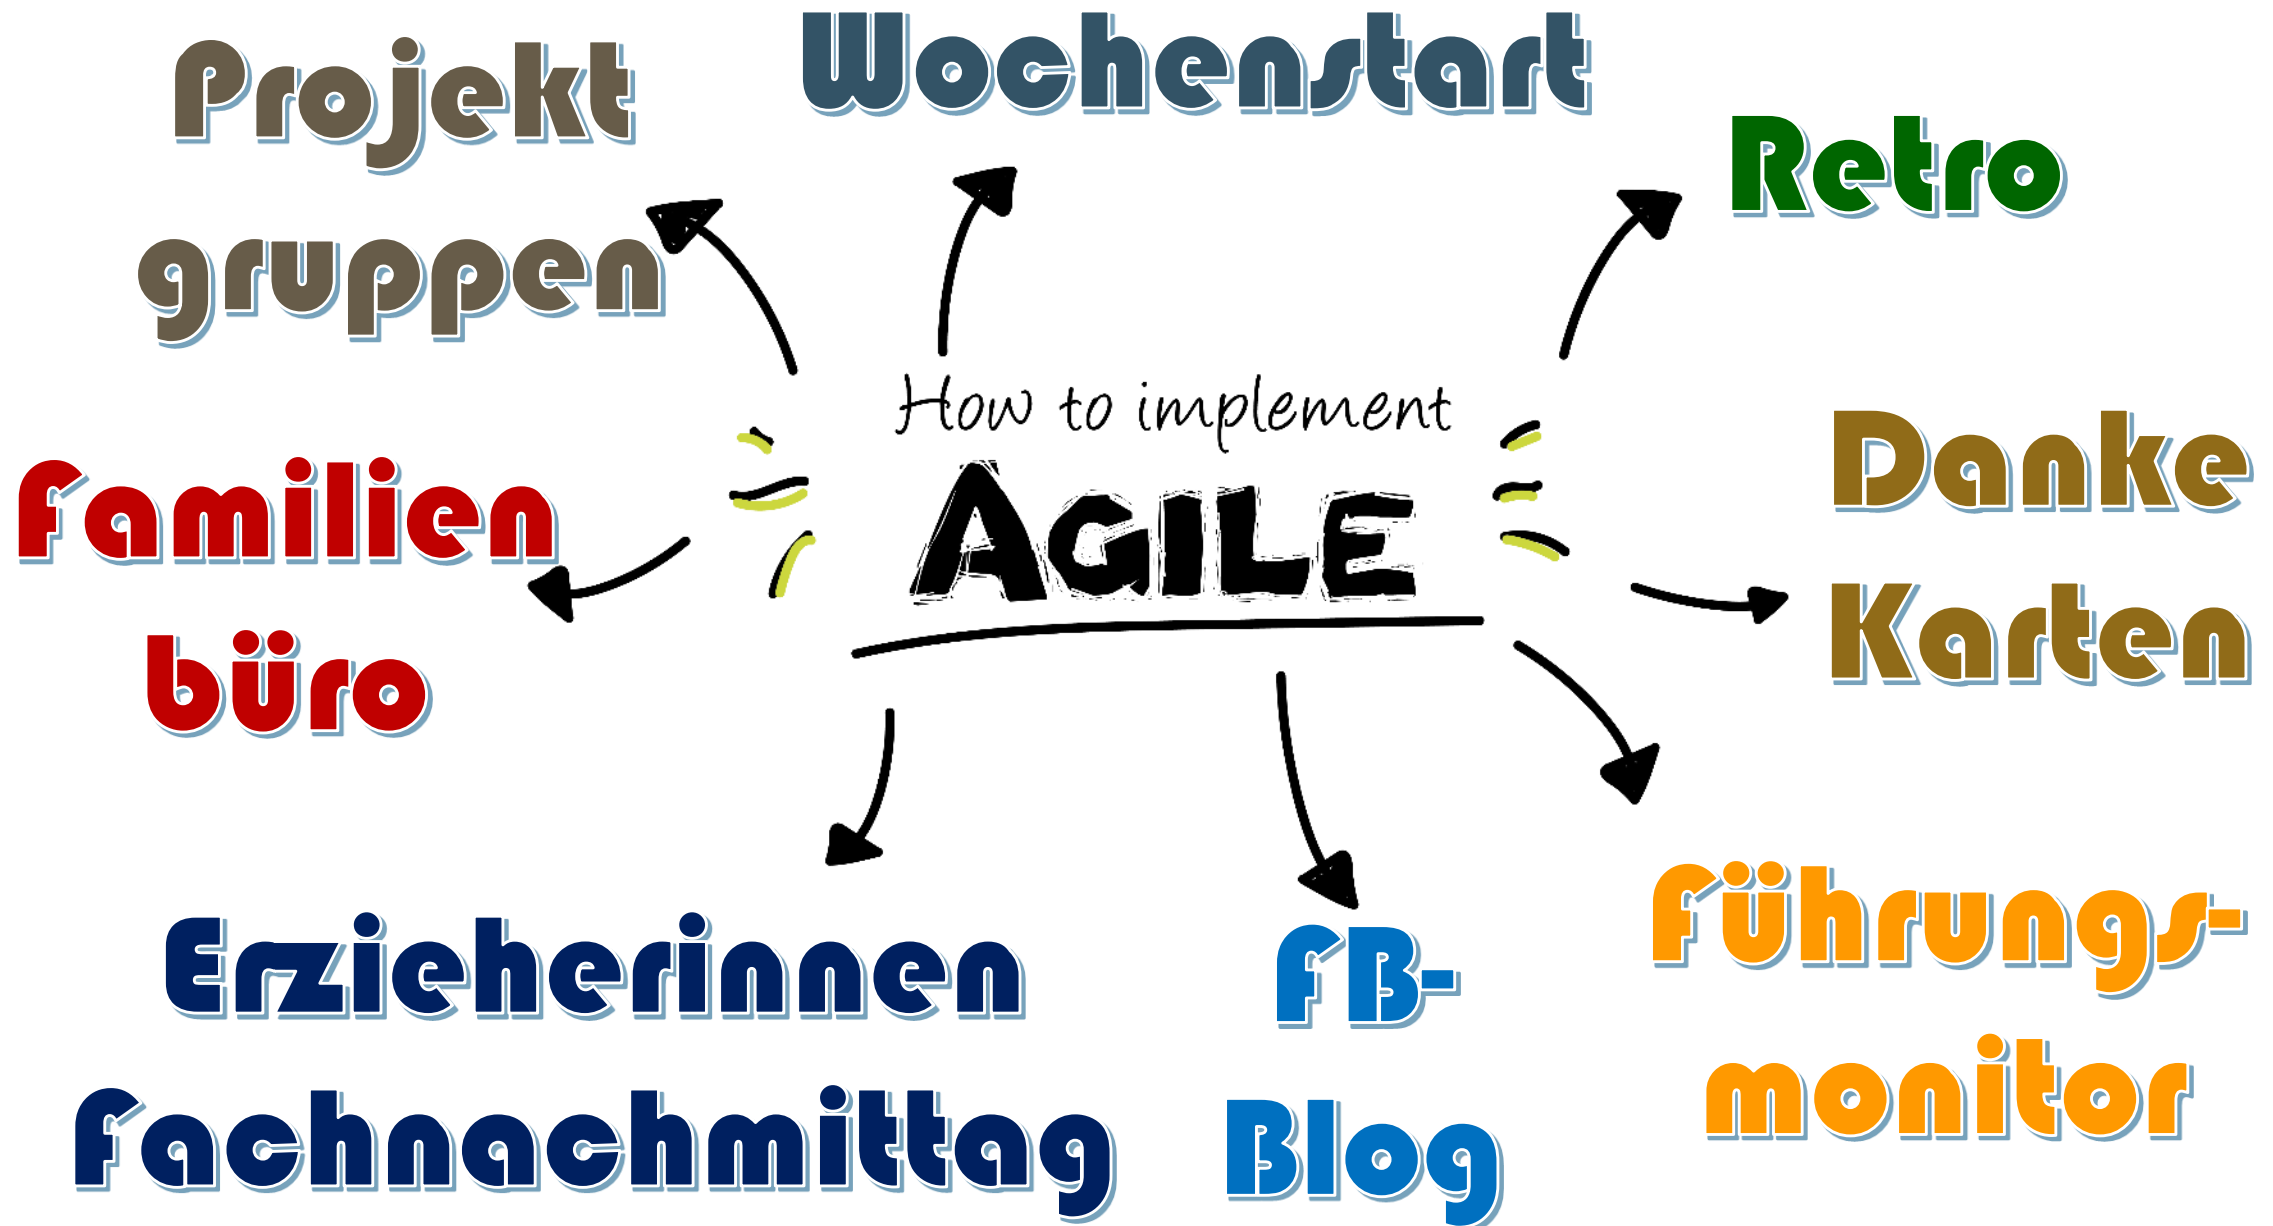 Projekt
gruppen
Wochenstart
Retro
How to implement
AGILE
Familien
büro
Danke
Karten
Erzieherinnen
Fachnachmittag
FB-
Blog
Führungs-
monitor